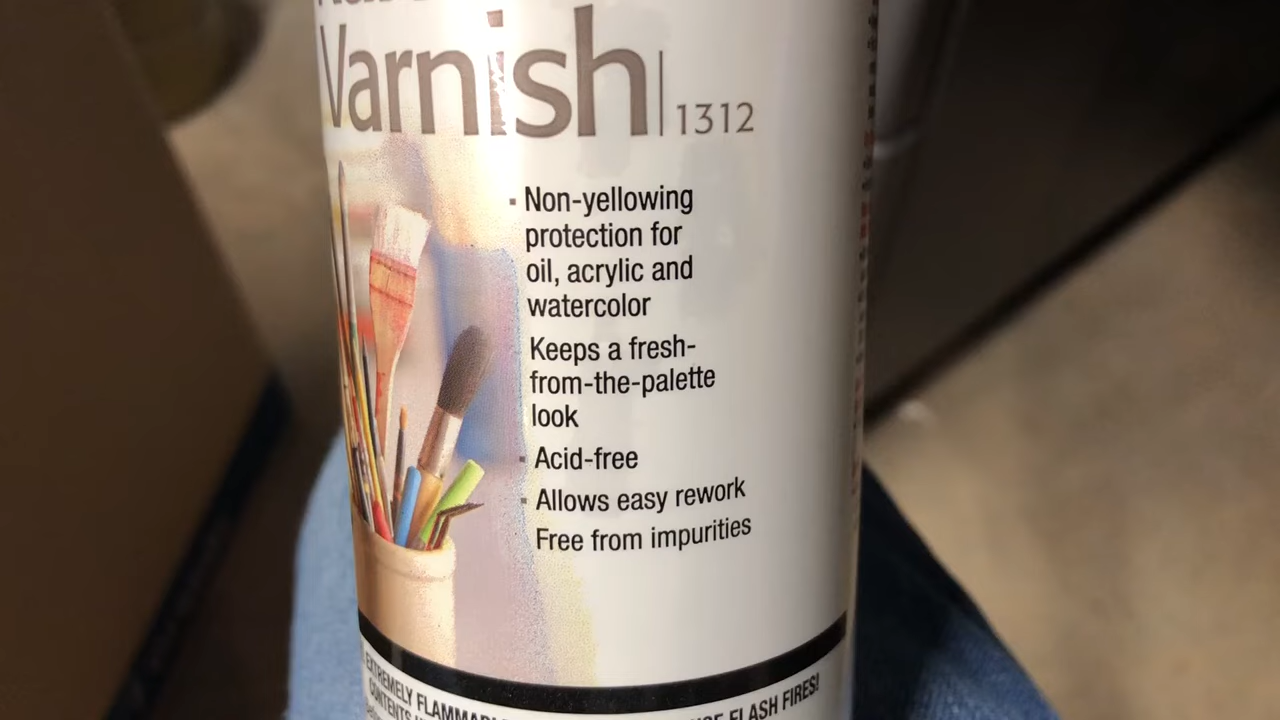 Varnish 1312
· Non-yellowing
protection for
oil, acrylic and
watercolor
Keeps a fresh-
from-the-palette
look
· Acid-free
· Allows easy rework
Free from impurities
EXTREMELY FLAMMABLE FLASH FIRES!
CONTENTS